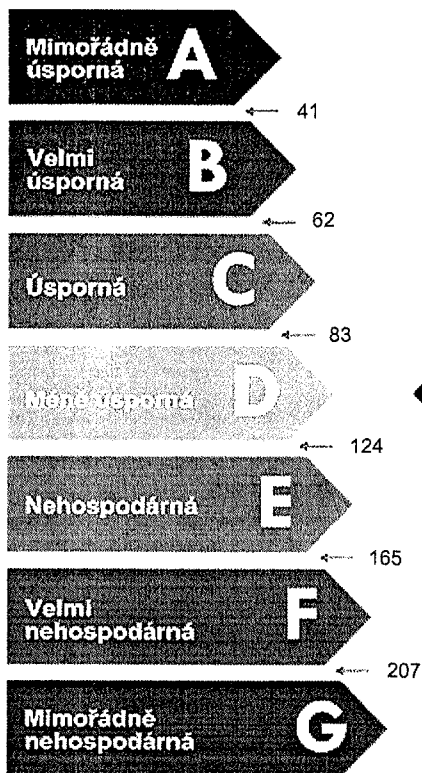 Mimořádně
úsporná
A
41
Velmi
úsporná
B
62
Úsporná
C
83
Méně úsporná
D
124
Nehospodárná
E
165
Velmi
nehospodárná
F
207
Mimořádně
nehospodárná
G